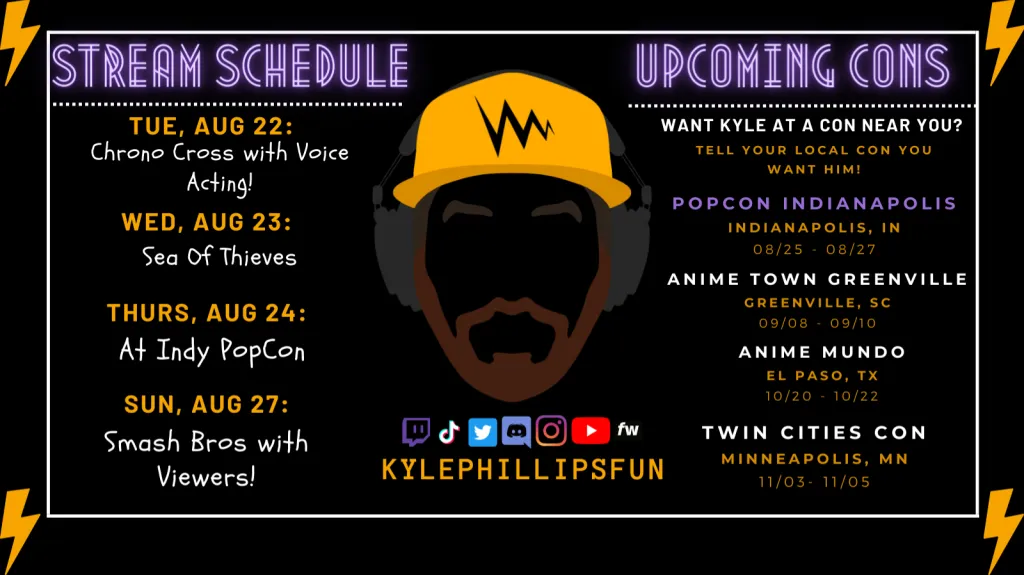 STREAM SCHEDULE
TUE, AUG 22:
Chrono Cross with Voice
Acting!
WED, AUG 23:
Sea Of Thieves
THURS, AUG 24:
At Indy PopCon
SUN, AUG 27:
Smash Bros with
Viewers!
fw
KYLEPHILLIPSFUN
UPCOMING CONS
WANT KYLE AT A CON NEAR YOU?
TELL YOUR LOCAL CON YOU
WANT HIM!
POPCON INDIANAPOLIS
INDIANAPOLIS, IN
08/25 - 08/27
ANIME TOWN GREENVILLE
GREENVILLE, SC
09/08 - 09/10
ANIME MUNDO
EL PASO, TX
10/20 - 10/22
TWIN CITIES CON
MINNEAPOLIS, MN
11/03- 11/05